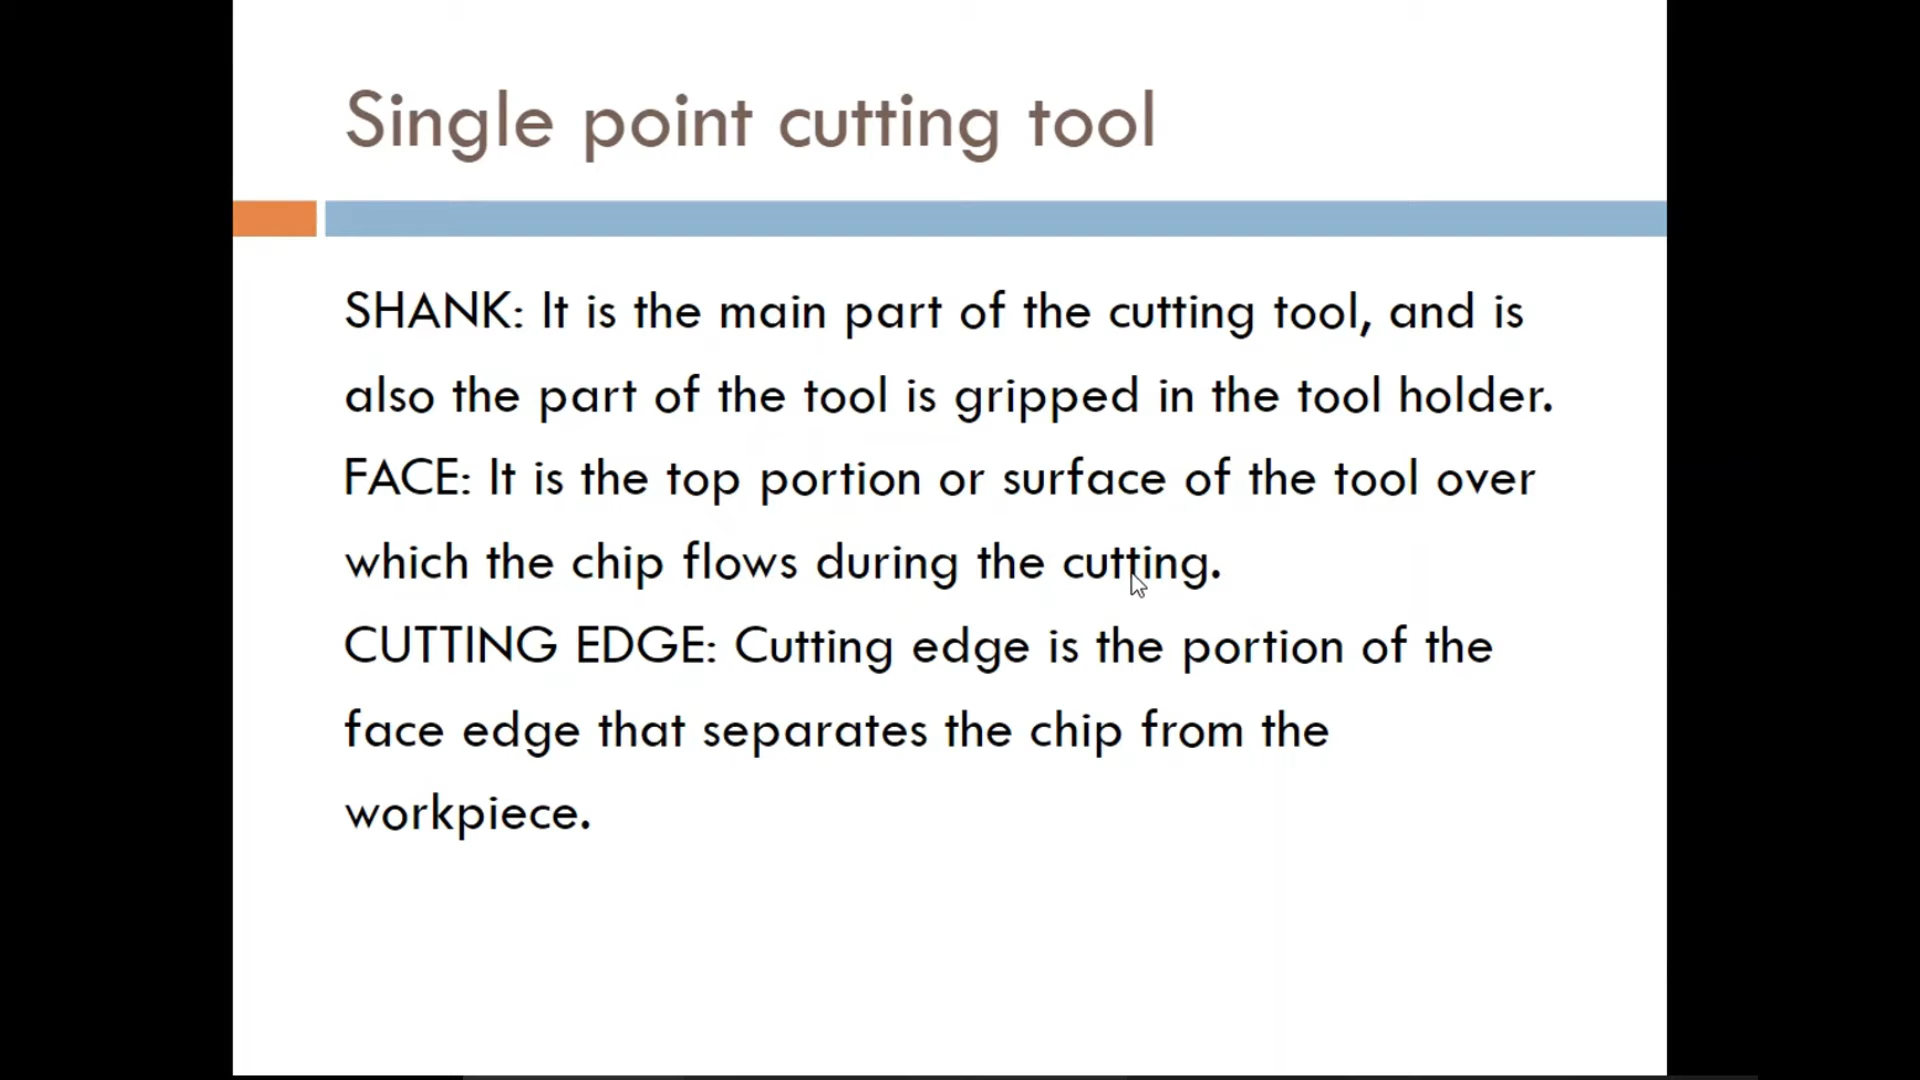 Single point cutting tool
SHANK: It is the main part of the cutting tool, and is
also the part of the tool is gripped in the tool holder.
FACE: It is the top portion or surface of the tool over
which the chip flows during the cutting.
CUTTING EDGE: Cutting edge is the portion of the
face edge that separates the chip from the
workpiece.